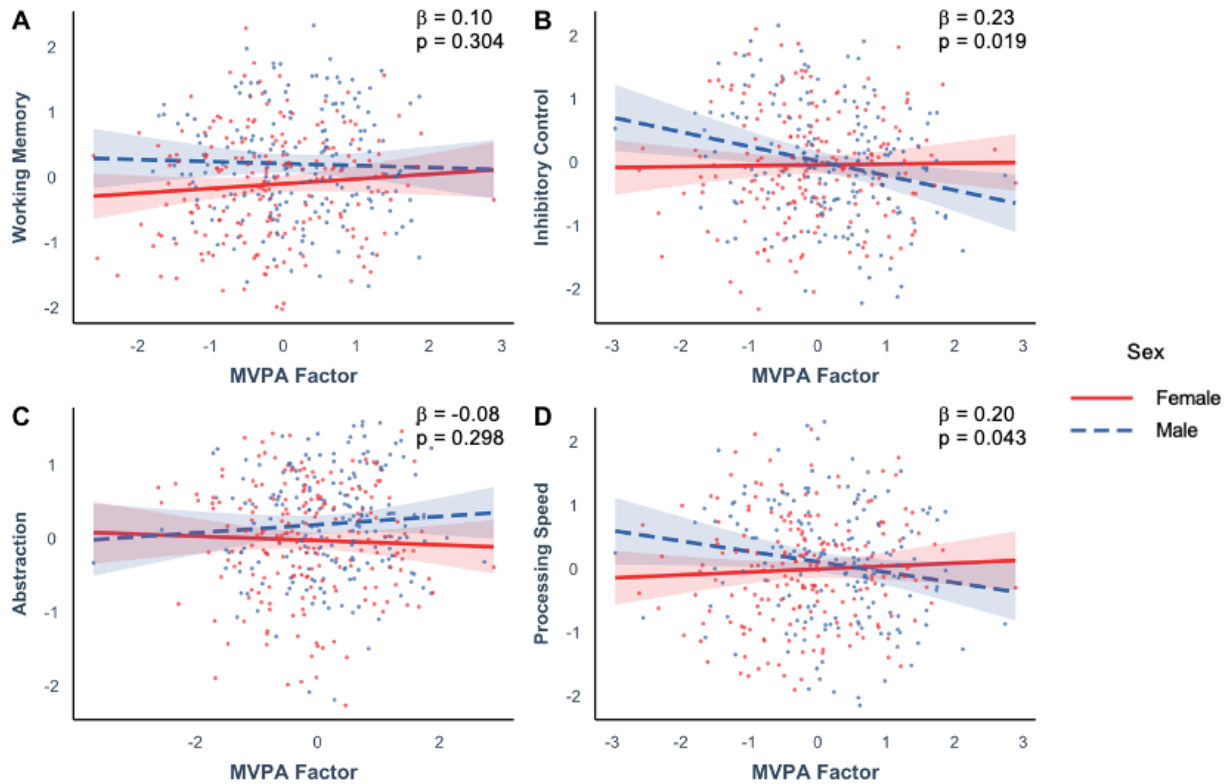 A
β = 0.10
p = 0.304
Working Memory
2
1
0
-1
-2
-2
-1
0
1
2
3
MVPA Factor
B
β = 0.23
p = 0.019
Inhibitory Control
2
1
0
-1
-2
-3
-2
-1
0
1
2
3
MVPA Factor
C
β = -0.08
p = 0.298
Abstraction
1
0
-1
-2
-2
0
2
MVPA Factor
D
β = 0.20
p = 0.043
Processing Speed
2
1
0
-1
-2
-3
-2
-1
0
1
2
3
MVPA Factor
Sex
Female
Male